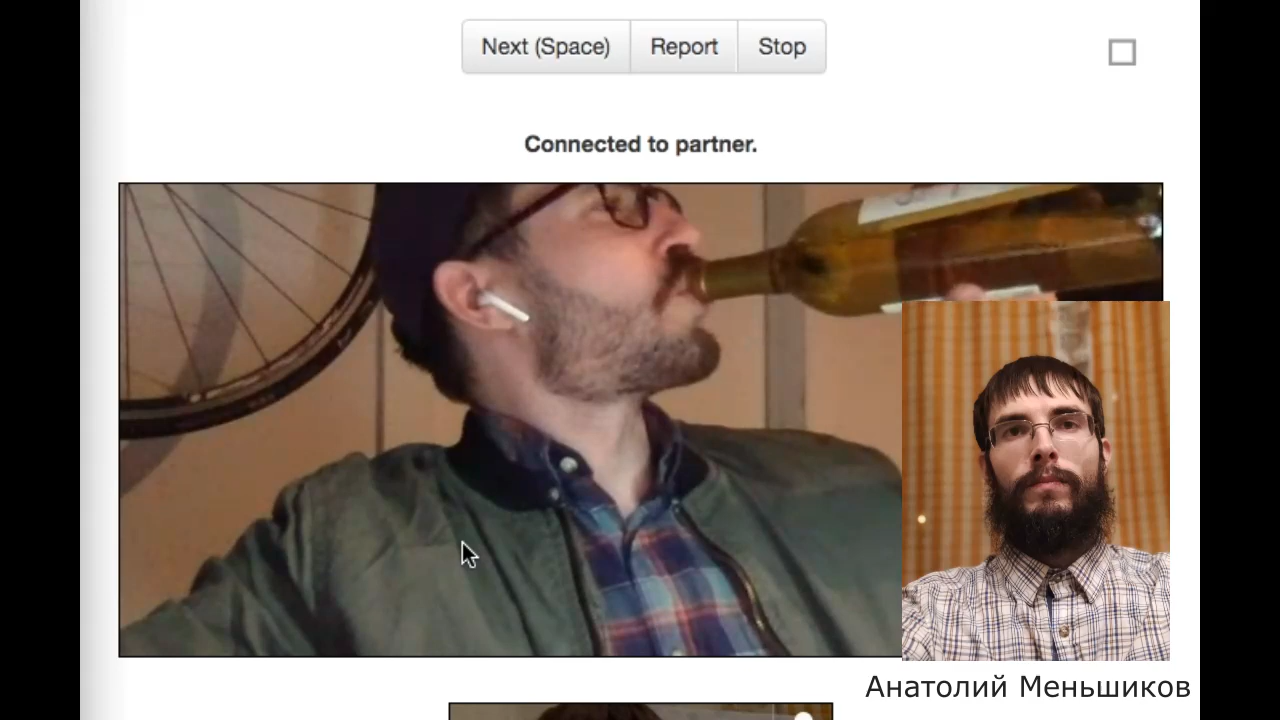 Next (Space) Report Stop
Connected to partner.
Анатолий Меньшиков